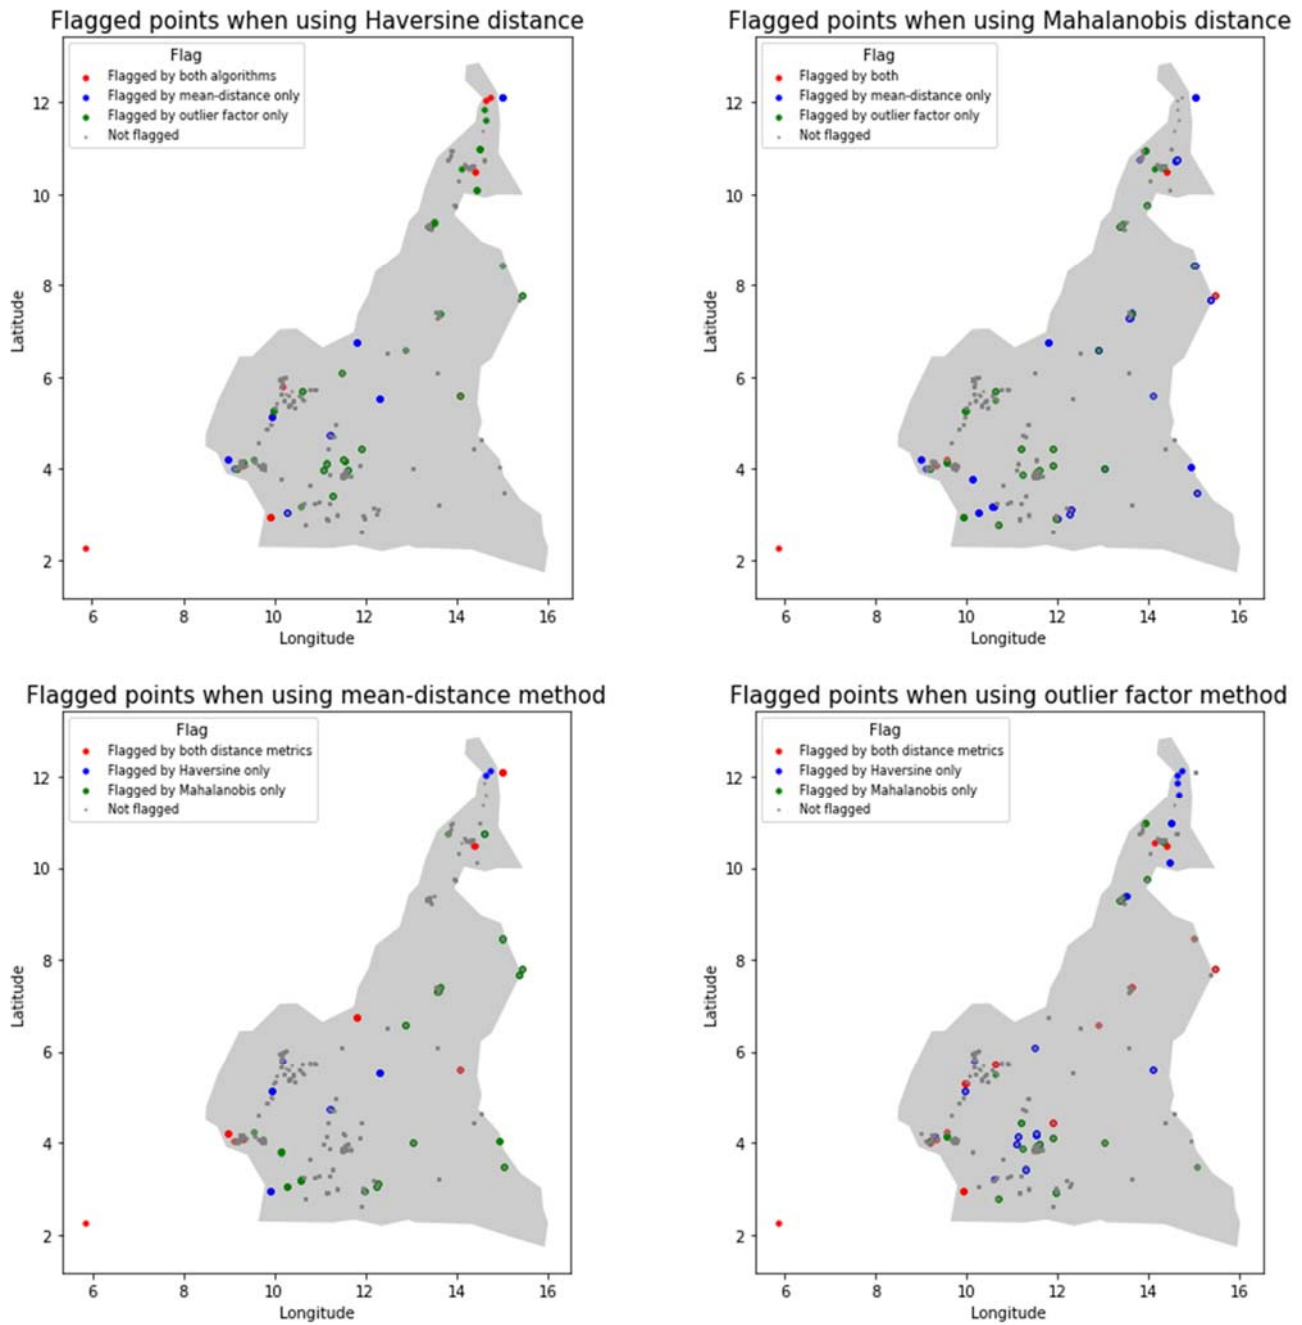 Flagged points when using Haversine distance
Flag
Flagged by both algorithms
Flagged by mean-distance only
Flagged by outlier factor only
Not flagged
12
10
8
6
4
2
Latitude
6 8 10 12 14 16
Longitude
Flagged points when using Mahalanobis distance
Flag
Flagged by both
Flagged by mean-distance only
Flagged by outlier factor only
Not flagged
12
10
8
6
4
2
Latitude
6 8 10 12 14 16
Longitude
Flagged points when using mean-distance method
Flag
Flagged by both distance metrics
Flagged by Haversine only
Flagged by Mahalanobis only
Not flagged
12
10
8
6
4
2
Latitude
6 8 10 12 14 16
Longitude
Flagged points when using outlier factor method
Flag
Flagged by both distance metrics
Flagged by Haversine only
Flagged by Mahalanobis only
Not flagged
12
10
8
6
4
2
Latitude
6 8 10 12 14 16
Longitude